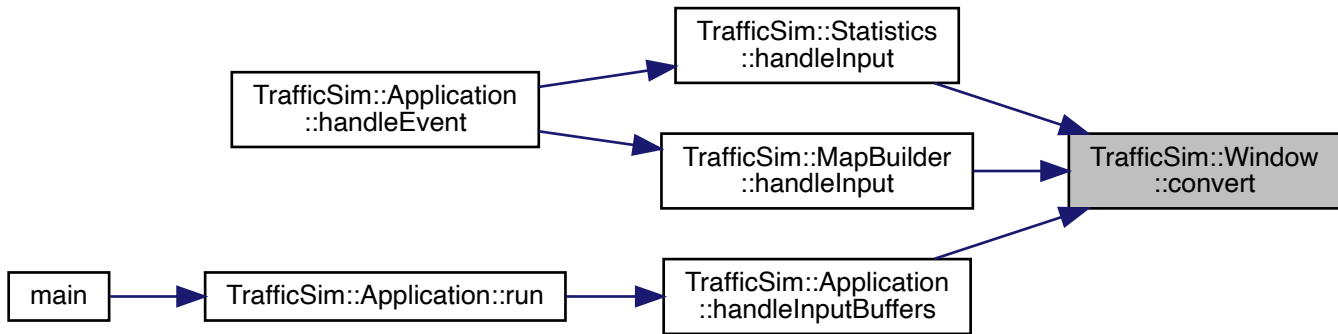 TrafficSim::Statistics
::handleInput
TrafficSim::Application
::handleEvent
TrafficSim::MapBuilder
::handleInput
TrafficSim::Window
::convert
main
TrafficSim::Application::run
TrafficSim::Application
::handleInputBuffers